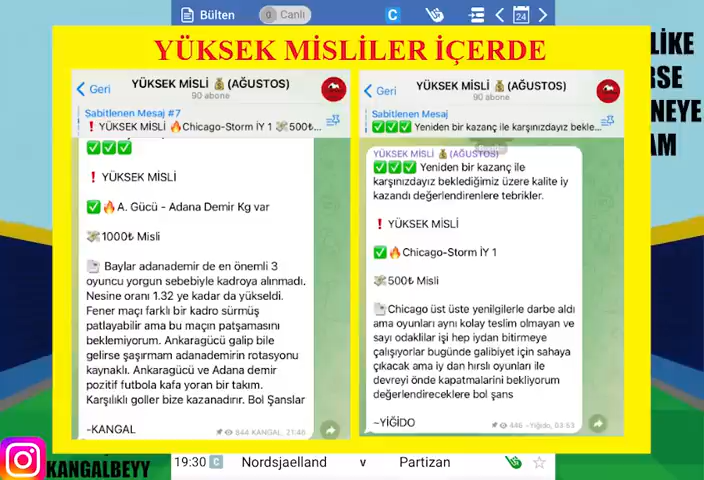 Bülten
Canlı
C
24
LİKE
RSE
NEYE
AM
YÜKSEK MİSLİLER İÇERDE
Geri
YÜKSEK MİSLİ 💰(AĞUSTOS)
90 abone
Sabitlenen Mesaj #7
❗ YÜKSEK MİSLİ 🔥Chicago-Storm İY 1 💸500₺...
✅✅✅
❗ YÜKSEK MİSLİ
✅🔥A. Gücü - Adana Demir Kg var
💸1000₺ Misli
📑 Baylar adanademir de en önemli 3
oyuncu yorgun sebebiyle kadroya alınmadı.
Nesine oranı 1.32 ye kadar da yükseldi.
Fener maçı farklı bir kadro sürmüş
patlayabilir ama bu maçın patşamasını
beklemiyorum. Ankaragücü galip bile
gelirse şaşırmam adanademirin rotasyonu
kaynaklı. Ankaragücü ve Adana demir
pozitif futbola kafa yoran bir takım.
Karşılıklı goller bize kazanadırır. Bol Şanslar
~KANGAL
844 KANGAL, 21:46
Geri
YÜKSEK MİSLİ 💰(AĞUSTOS)
90 abone
Sabitlenen Mesaj
✅✅✅ Yeniden bir kazanç ile karşınızdayız bekle...
YÜKSEK MİSLİ 💰(AĞUSTOS)
✅✅✅ Yeniden bir kazanç ile
karşınızdayız beklediğimiz üzere kalite iy
kazandı değerlendirenlere tebrikler.
❗ YÜKSEK MİSLİ
✅🔥Chicago-Storm İY 1
💸500₺ Misli
📑Chicago üst üste yenilgilerle darbe aldı
ama oyunları aynı kolay teslim olmayan ve
sayı odaklilar işi hep iydan bitirmeye
çalışıyorlar bugünde galibiyet için sahaya
çıkacak ama iy dan hırslı oyunları ile
devreyi önde kapatmalarini bekliyorum
değerlendireceklere bol şans
~YİĞİDO
446 ~Yiğido, 03:53
KANGALBEYY
19:30 C Nordsjaelland v Partizan